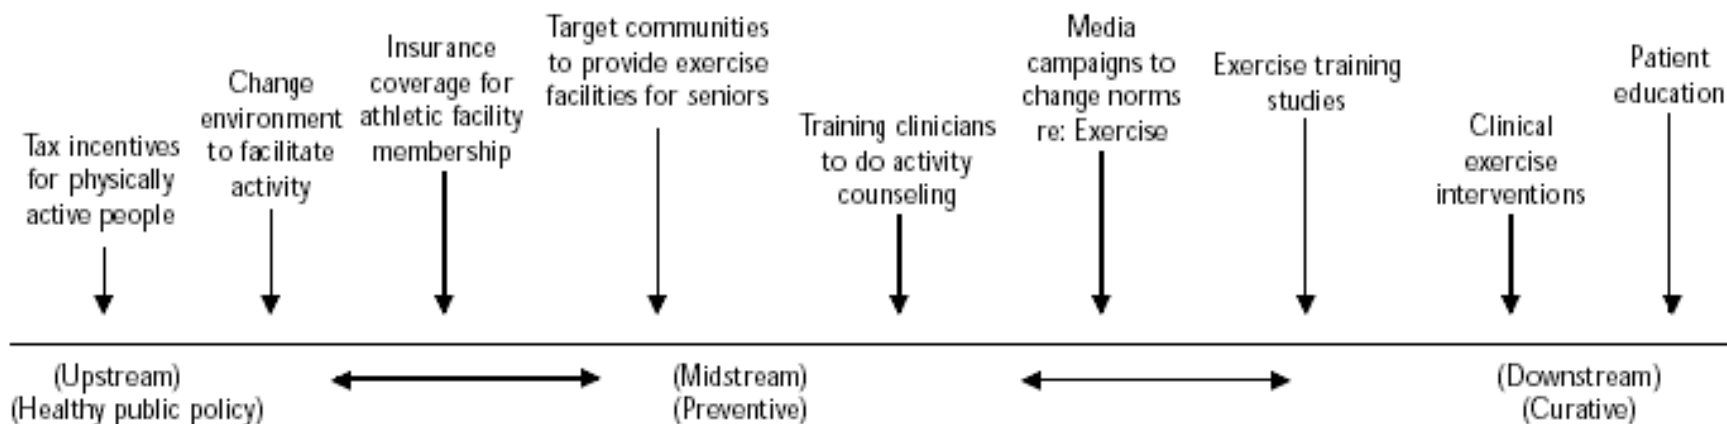 Tax incentives
for physically
active people
Change
environment
to facilitate
activity
Insurance
coverage for
athletic facility
membership
Target communities
to provide exercise
facilities for seniors
Training clinicians
to do activity
counseling
Media
campaigns to
change norms
re: Exercise
Exercise training
studies
Clinical
exercise
interventions
Patient
education
(Upstream)
(Healthy public policy)
(Midstream)
(Preventive)
(Downstream)
(Curative)